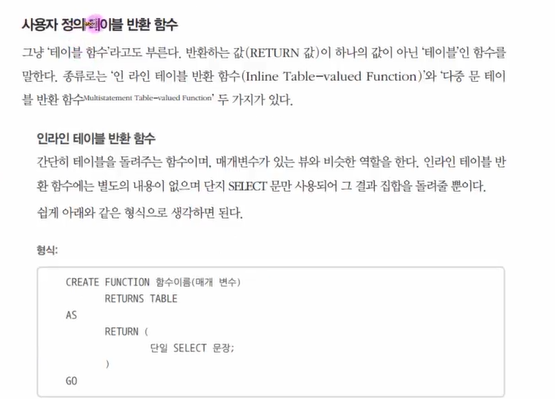 사용자 정의 테이블 반환 함수
그냥 '테이블 함수'라고도 부른다. 반환하는 값(RETURN 값)이 하나의 값이 아닌 '테이블'인 함수를
말한다. 종류로는 '인 라인 테이블 반환 함수(Inline Table-valued Function)'와 '다중 문 테이
블 반환 함수Multistatement Table-valued Function' 두 가지가 있다.
인라인 테이블 반환 함수
간단히 테이블을 돌려주는 함수이며, 매개변수가 있는 뷰와 비슷한 역할을 한다. 인라인 테이블 반
환 함수에는 별도의 내용이 없으며 단지 SELECT 문만 사용되어 그 결과 집합을 돌려줄 뿐이다.
쉽게 아래와 같은 형식으로 생각하면 된다.
형식:
CREATE FUNCTION 함수이름(매개 변수)
RETURNS TABLE
AS
RETURN (
단일 SELECT 문장;
)
GO